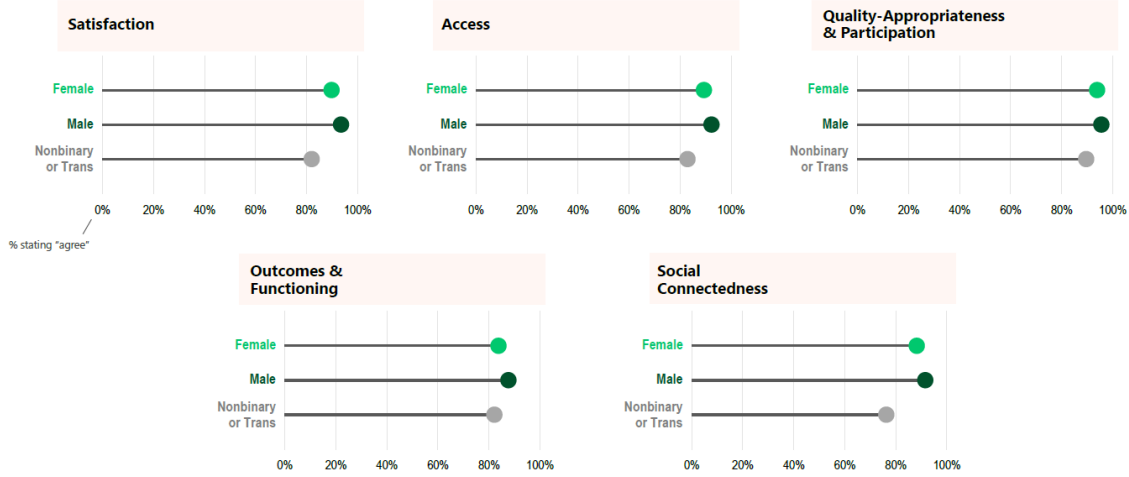 Satisfaction
Female
Male
Nonbinary
or Trans
0% 20% 40% 60% 80% 100%
% stating "agree"
Access
Female
Male
Nonbinary
or Trans
0% 20% 40% 60% 80% 100%
Quality-Appropriateness
& Participation
Female
Male
Nonbinary
or Trans
0% 20% 40% 60% 80% 100%
Outcomes &
Functioning
Female
Male
Nonbinary
or Trans
0% 20% 40% 60% 80% 100%
Social
Connectedness
Female
Male
Nonbinary
or Trans
0% 20% 40% 60% 80% 100%